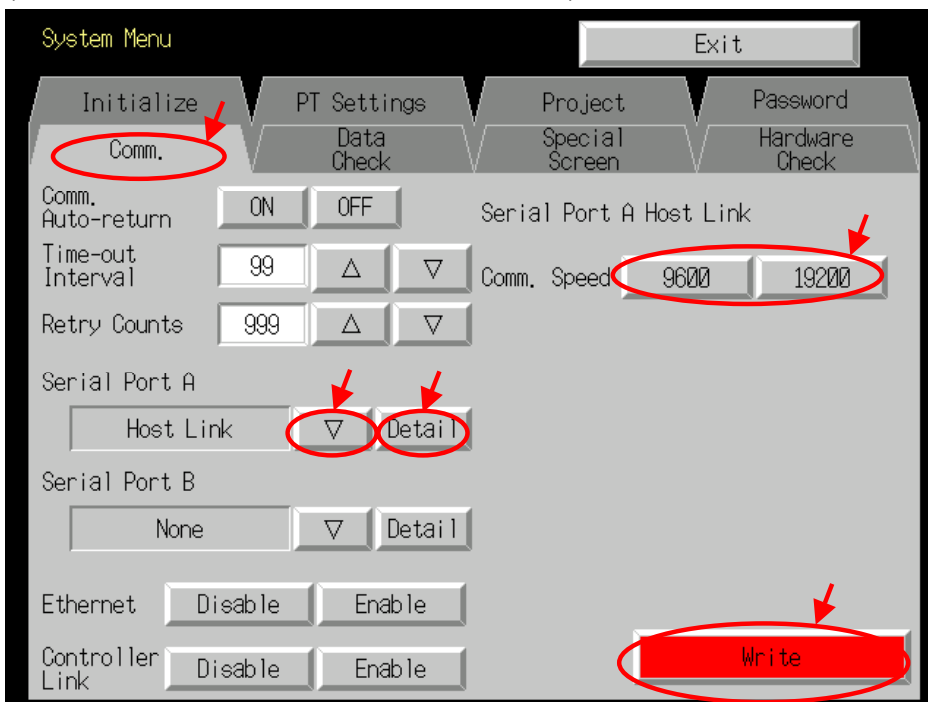 System Menu
Exit
Initialize
PT Settings
Project
Password
Comm.
Data
Check
Special
Screen
Hardware
Check
Comm.
Auto-return
ON
OFF
Serial Port A Host Link
Time-out
Interval
99
△
▽
Comm. Speed
9600
19200
Retry Counts
999
△
▽
Serial Port A
Host Link
▽
Detail
Serial Port B
None
▽
Detail
Ethernet
Disable
Enable
Controller
Link
Disable
Enable
Write